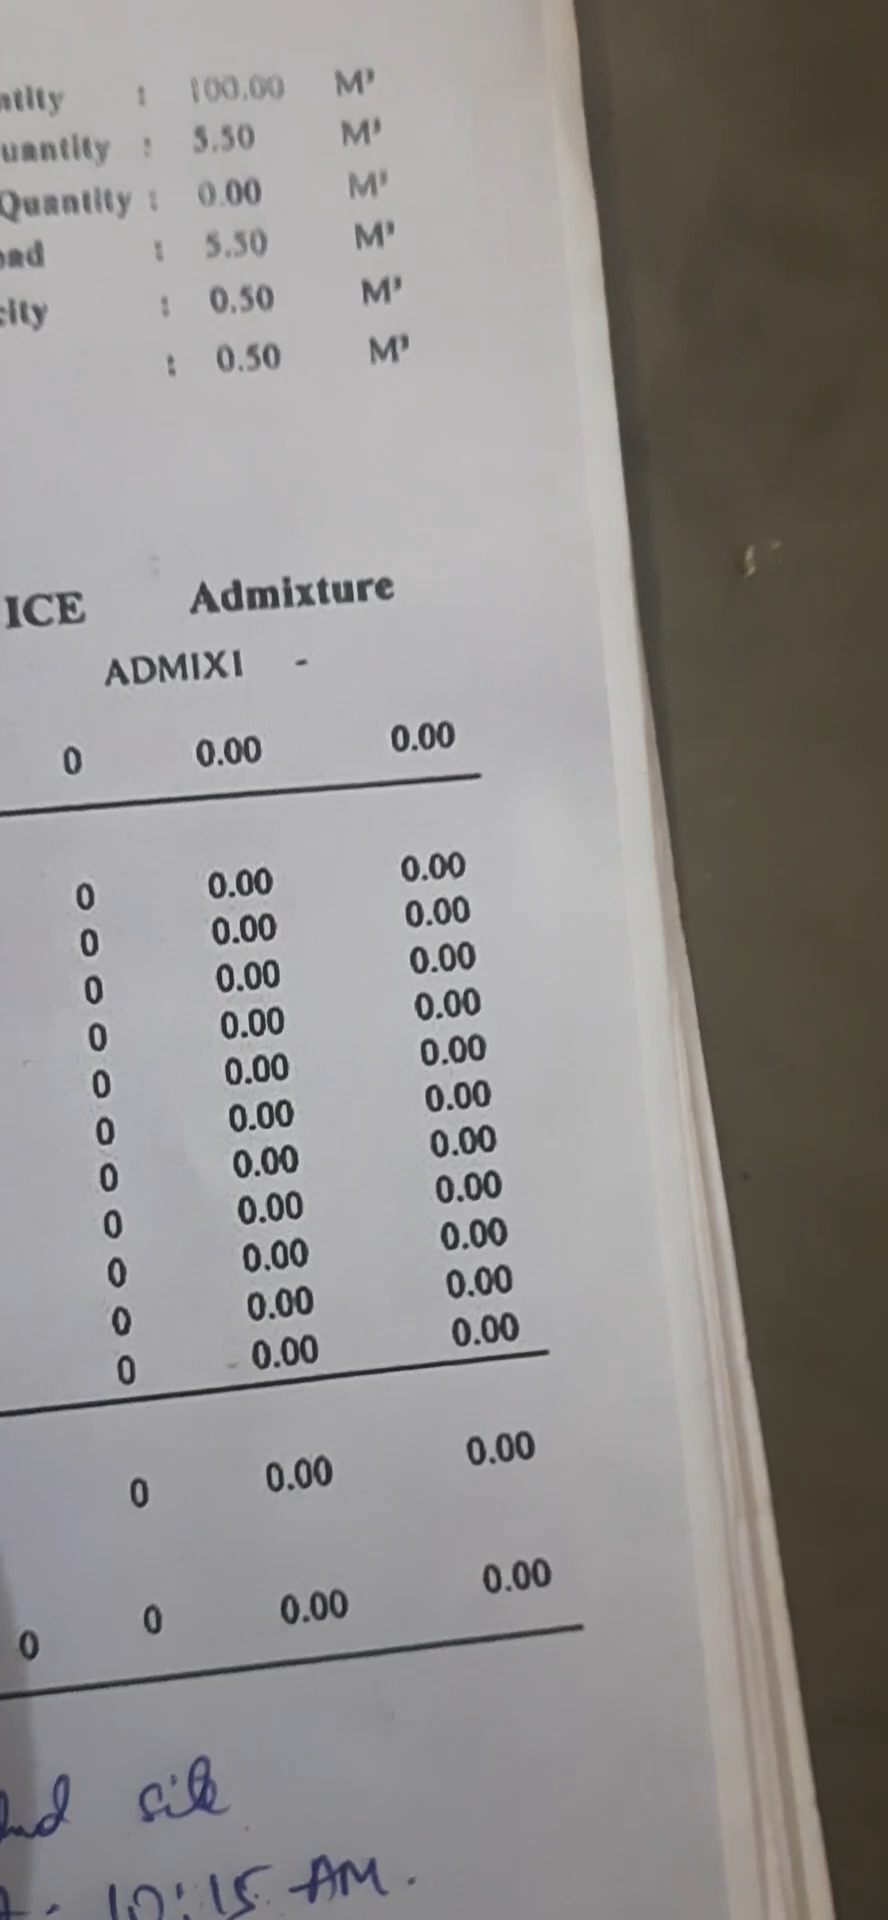 : 100.00 M³
: 5.50 M³
Quantity : 0.00 M³
: 5.50 M³
: 0.50 M³
: 0.50 M³
ICE Admixture
ADMIX1 -
0 0.00 0.00
0 0.00 0.00
0 0.00 0.00
0 0.00 0.00
0 0.00 0.00
0 0.00 0.00
0 0.00 0.00
0 0.00 0.00
0 0.00 0.00
0 0.00 0.00
0 0.00 0.00
0 0.00 0.00
0 0.00 0.00
0 0 0.00 0.00
site
10:15 AM.